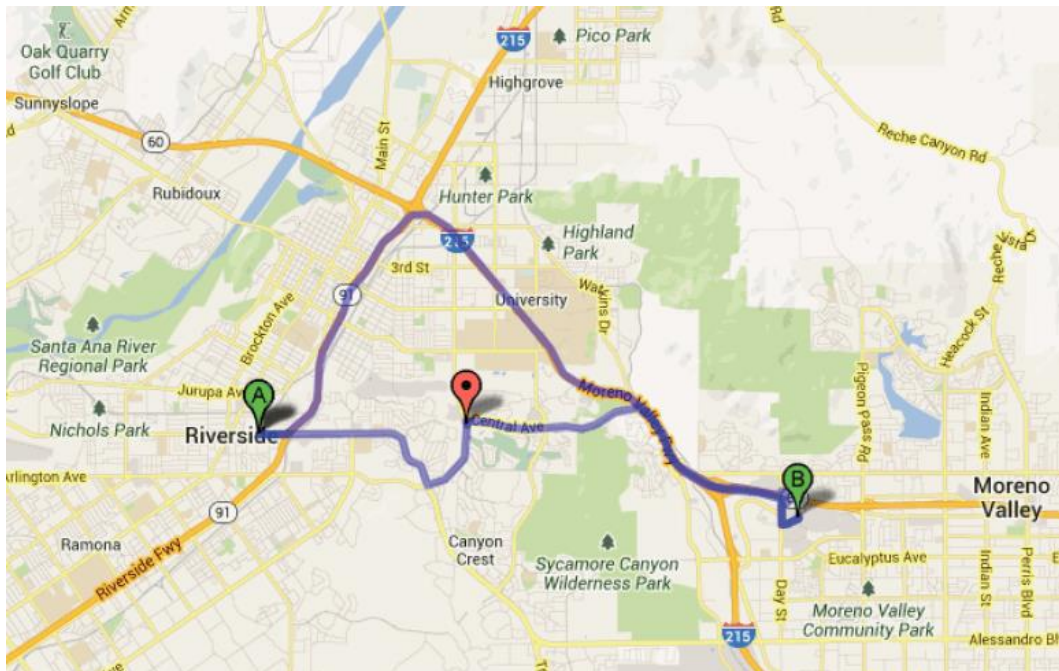 215
Pico Park
Oak Quarry
Golf Club
Highgrove
Sunnyslope
60
Main St
Reche Canyon Rd
Rubidoux
Hunter Park
215
Highland
Park
3rd St
University
Watkins Dr
91
Brockton Ave
Santa Ana River
Regional Park
Heacock St
Jurupa Ave
A
Moreno Valley Fwy
Pigeon Pass Rd
Indian Ave
Nichols Park
Riverside
Central Ave
Arlington Ave
B
Moreno
Valley
91
Ramona
Canyon
Crest
Riverside Fwy
Sycamore Canyon
Wilderness Park
Eucalyptus Ave
Day St
Indian St
Perris Blvd
Moreno Valley
Community Park
215
Alessandro Bl